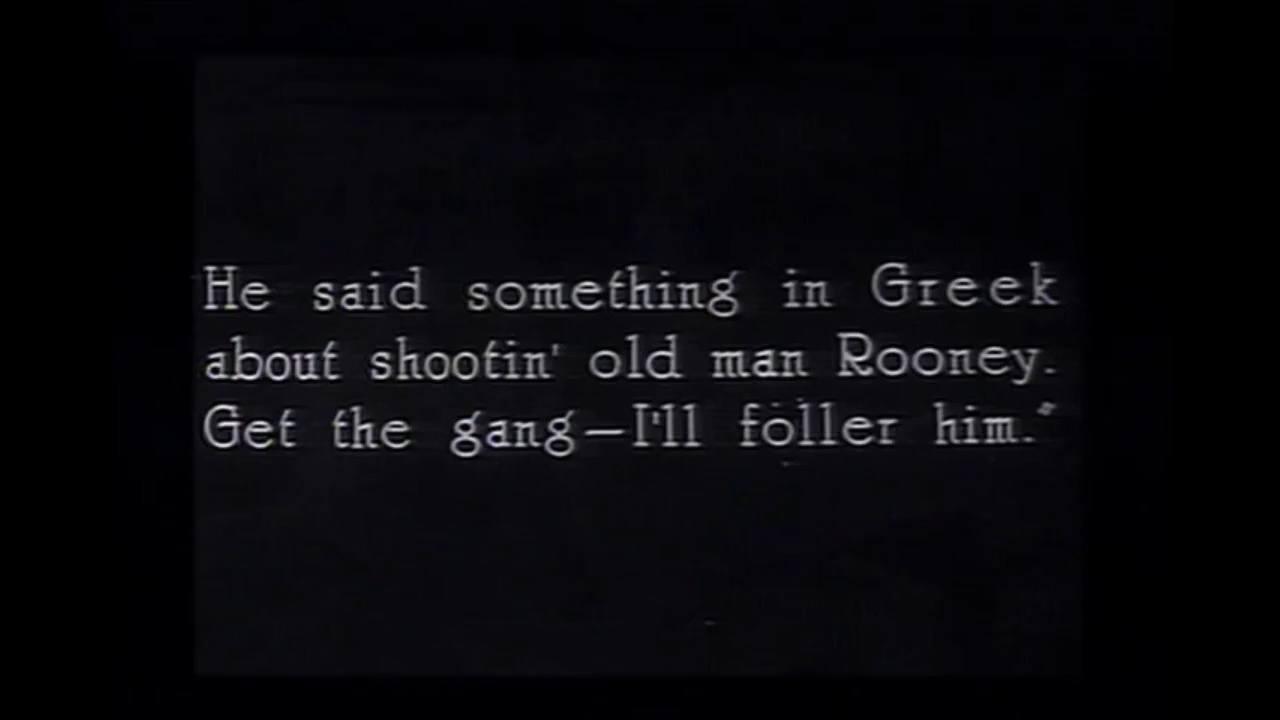 He said something in Greek
about shootin' old man Rooney.
Get the gang—I'll foller him."